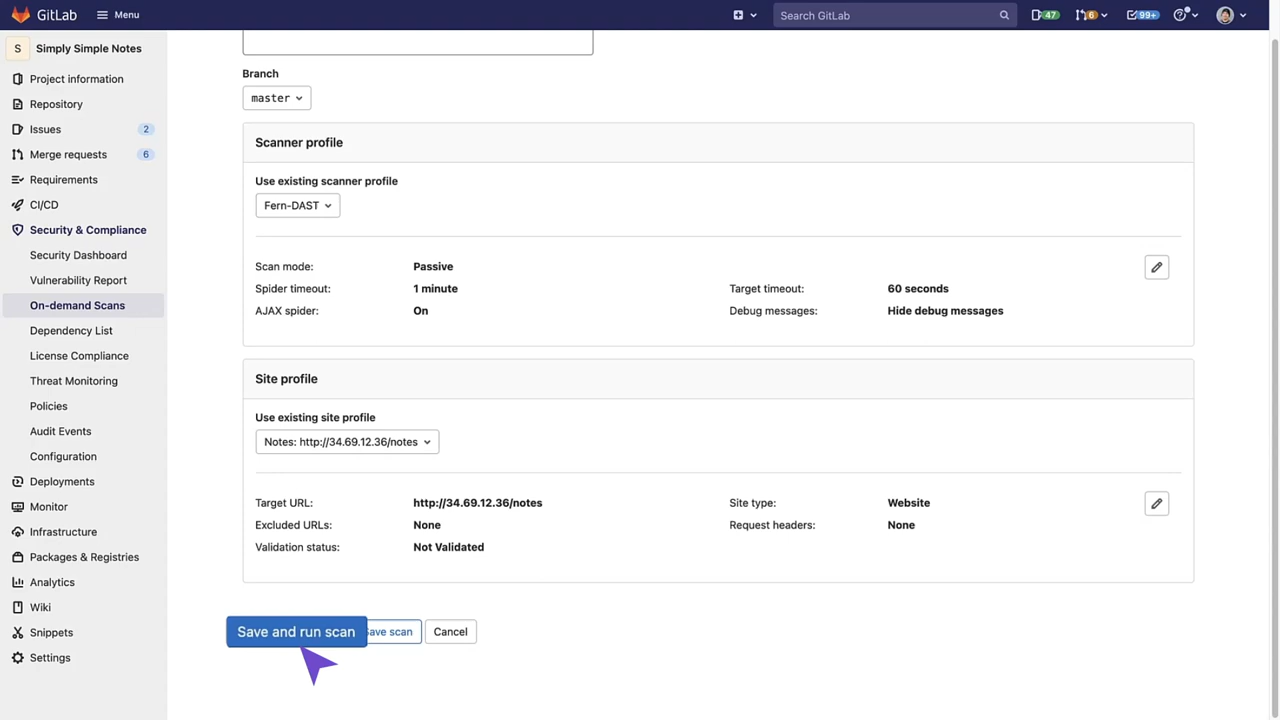 GitLab
Menu
Search GitLab
47
6
99+
S Simply Simple Notes
Project information
Repository
Issues 2
Merge requests 6
Requirements
CI/CD
Security & Compliance
Security Dashboard
Vulnerability Report
On-demand Scans
Dependency List
License Compliance
Threat Monitoring
Policies
Audit Events
Configuration
Deployments
Monitor
Infrastructure
Packages & Registries
Analytics
Wiki
Snippets
Settings
Branch
master
Scanner profile
Use existing scanner profile
Fern-DAST
Scan mode: Passive
Spider timeout: 1 minute Target timeout: 60 seconds
AJAX spider: On Debug messages: Hide debug messages
Site profile
Use existing site profile
Notes: http://34.69.12.36/notes
Target URL: http://34.69.12.36/notes Site type: Website
Excluded URLs: None Request headers: None
Validation status: Not Validated
Save and run scan Save scan Cancel